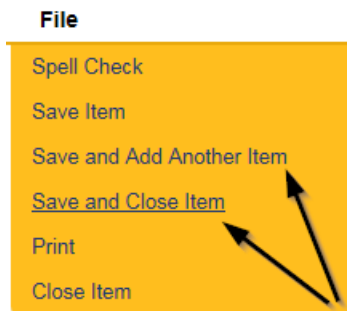 File
Spell Check
Save Item
Save and Add Another Item
Save and Close Item
Print
Close Item